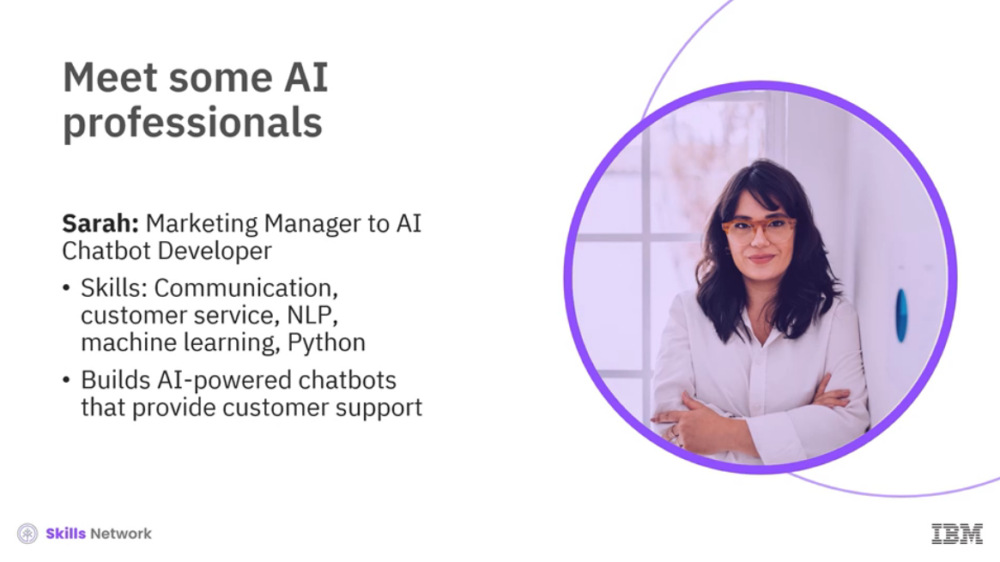 Meet some AI
professionals
Sarah: Marketing Manager to AI
Chatbot Developer
• Skills: Communication,
customer service, NLP,
machine learning, Python
• Builds AI-powered chatbots
that provide customer support
Skills Network
IBM